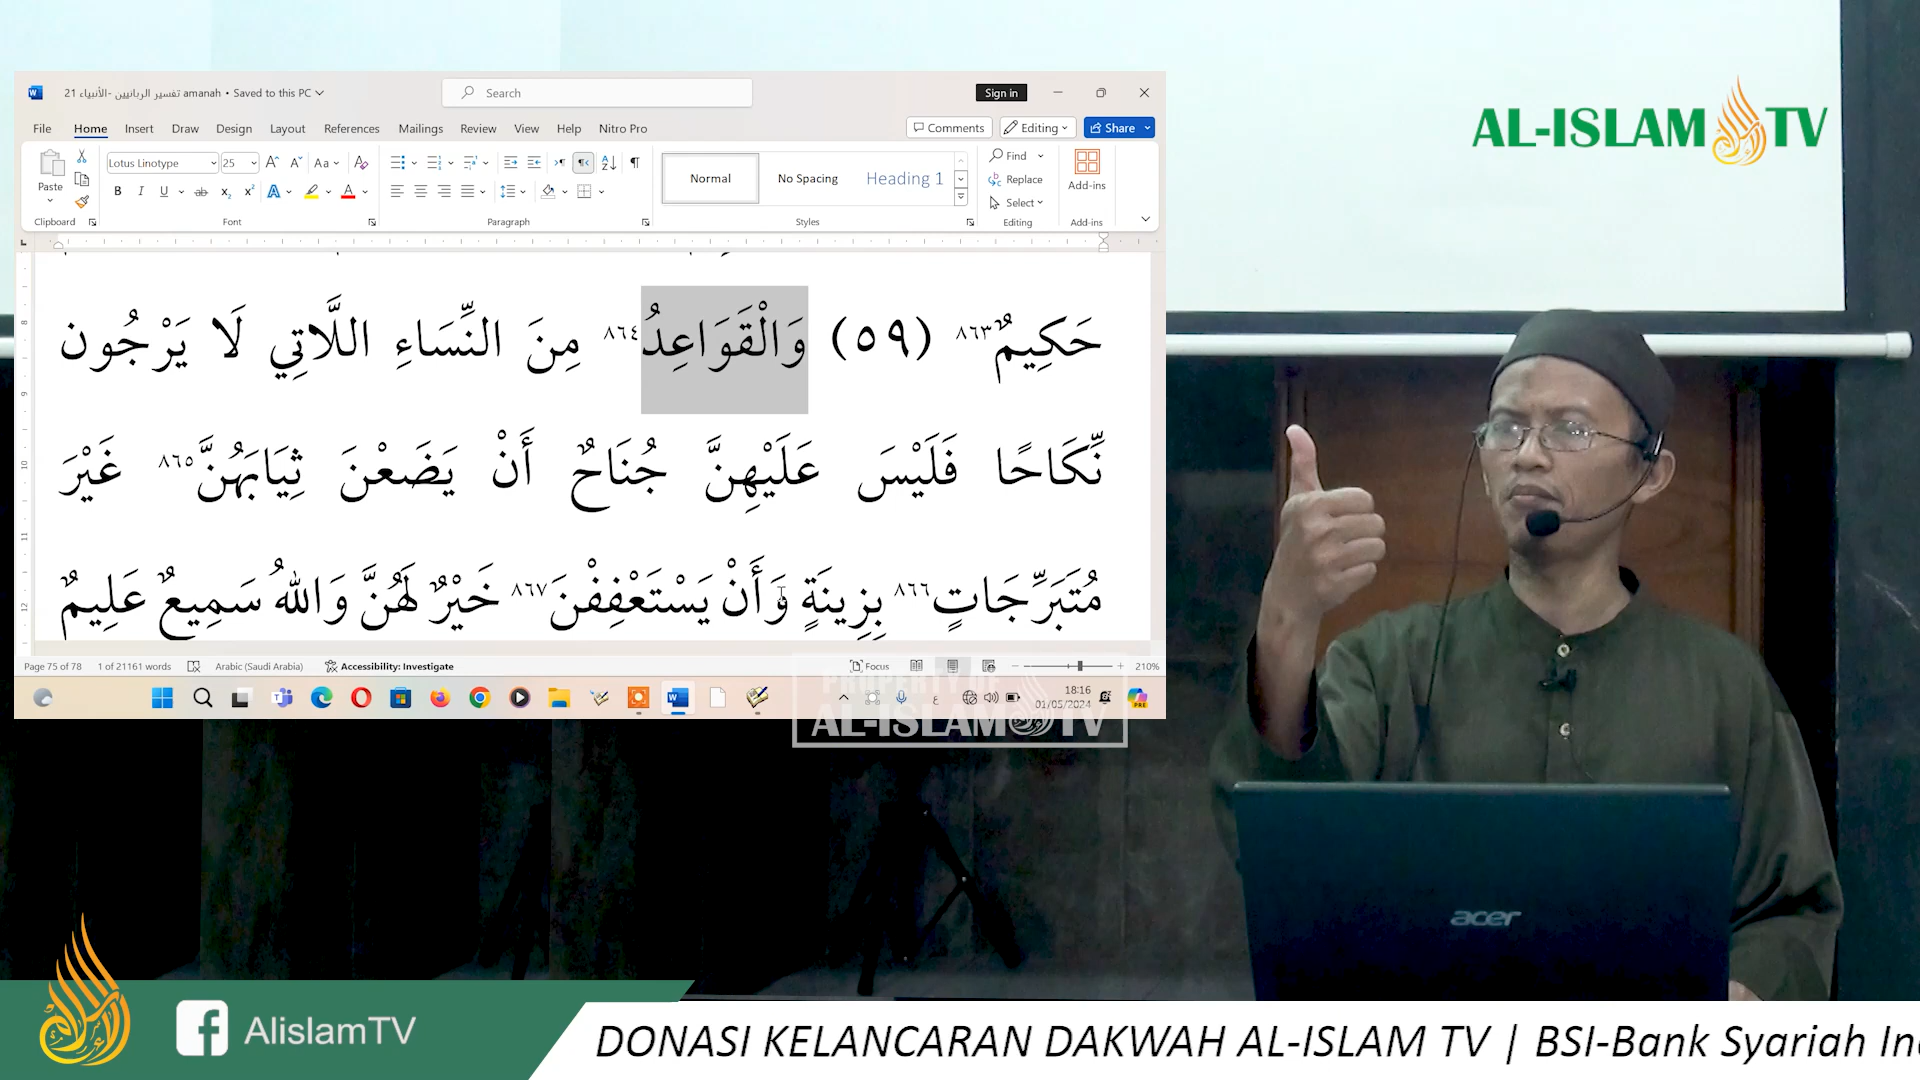 AL-ISLAM TV
21 تفسير الربانيين -الأنبياء amanah • Saved to this PC
Search
Sign in
File Home Insert Draw Design Layout References Mailings Review View Help Nitro Pro
Comments Editing Share
Lotus Linotype 25
Paste
Normal No Spacing Heading 1
Find
Replace
Select
Add-ins
Clipboard Font Paragraph Styles Editing Add-ins
حَكِيمٌ٨٦٣ (٥٩) وَالْقَوَاعِدُ٨٦٤ مِنَ النِّسَاءِ اللَّاتِي لَا يَرْجُون
نِّكَاحًا فَلَيْسَ عَلَيْهِنَّ جُنَاحٌ أَنْ يَضَعْنَ ثِيَابَهُنَّ٨٦٥ غَيْرَ
مُتَبَرِّجَاتٍ٨٦٦ بِزِينَةٍ وَأَنْ يَسْتَعْفِفْنَ٨٦٧ خَيْرٌ لَهُنَّ وَاللهُ سَمِيعٌ عَلِيمٌ
Page 75 of 78 1 of 21161 words Arabic (Saudi Arabia) Accessibility: Investigate Focus 210%
18:16
01/05/2024
PROPERTY OF
AL-ISLAM TV
acer
AlislamTV
DONASI KELANCARAN DAKWAH AL-ISLAM TV | BSI-Bank Syariah In